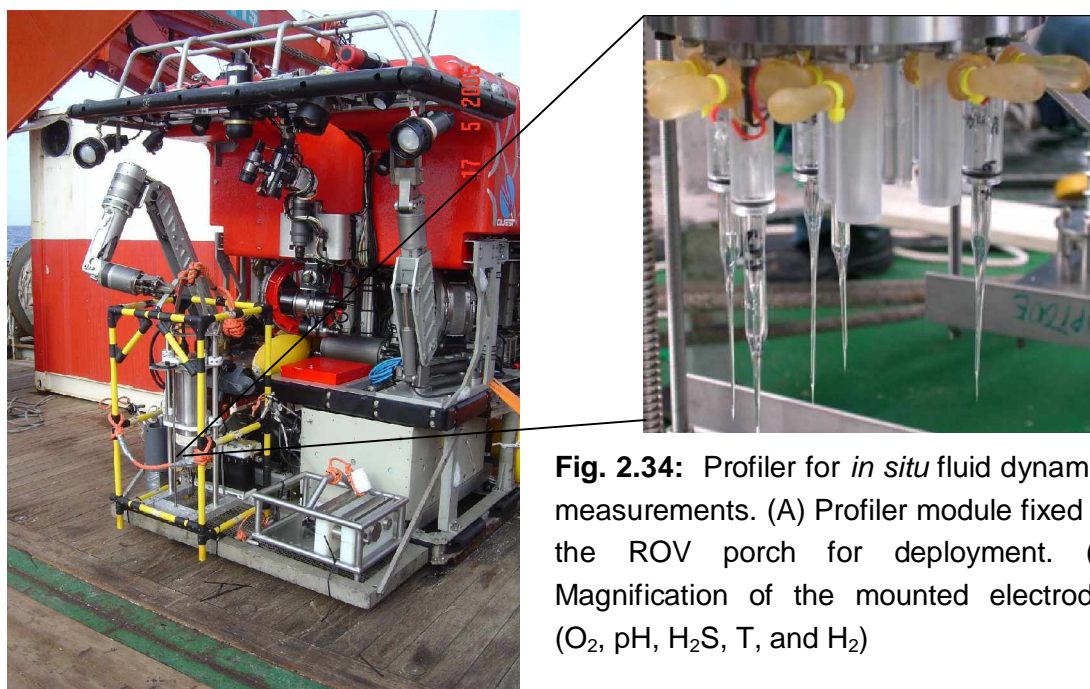 17 5 2005
QUEST
Fig. 2.34: Profiler for in situ fluid dynam
measurements. (A) Profiler module fixed
the ROV porch for deployment. (
Magnification of the mounted electrod
(O₂, pH, H₂S, T, and H₂)